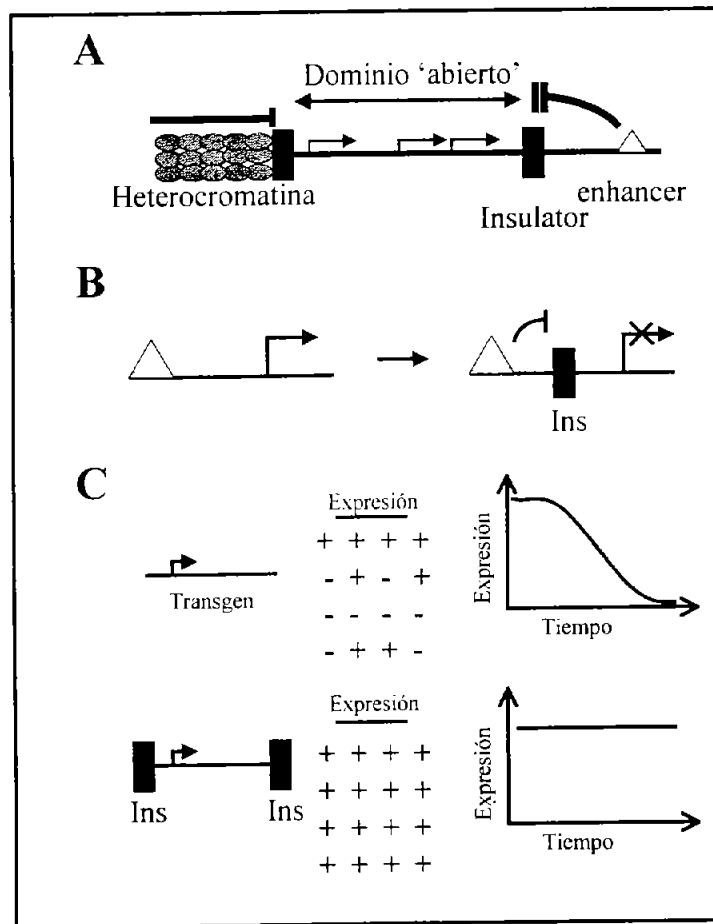 A
Dominio ‘abierto’
Heterocromatina
enhancer
Insulator
B
Ins
C
Expresión
+ + + +
- + - +
- - - -
- + + -
Transgen
Expresión
Tiempo
Expresión
+ + + +
+ + + +
+ + + +
+ + + +
Ins Ins
Expresión
Tiempo